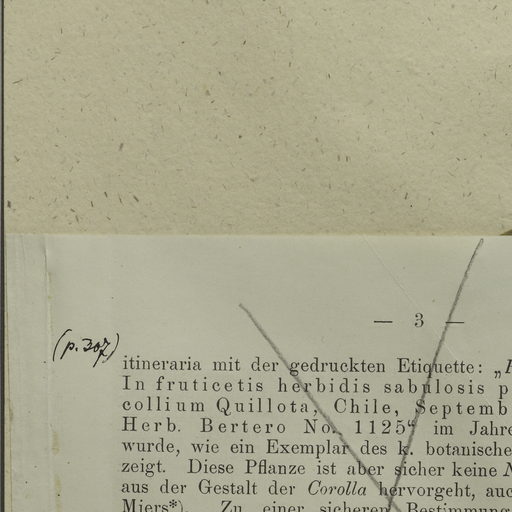 — 3 —
(p. 307)
itineraria mit der gedruckten Etiquette: „
In fruticetis herbidis sabulosis
collium Quillota, Chile, Septemb
Herb. Bertero No. 1125“ im Jahre
wurde, wie ein Exemplar des k. botanische
zeigt. Diese Pflanze ist aber sicher keine
aus der Gestalt der Corolla hervorgeht, auc
Miers*). Zu einer sicheren Bestimmung